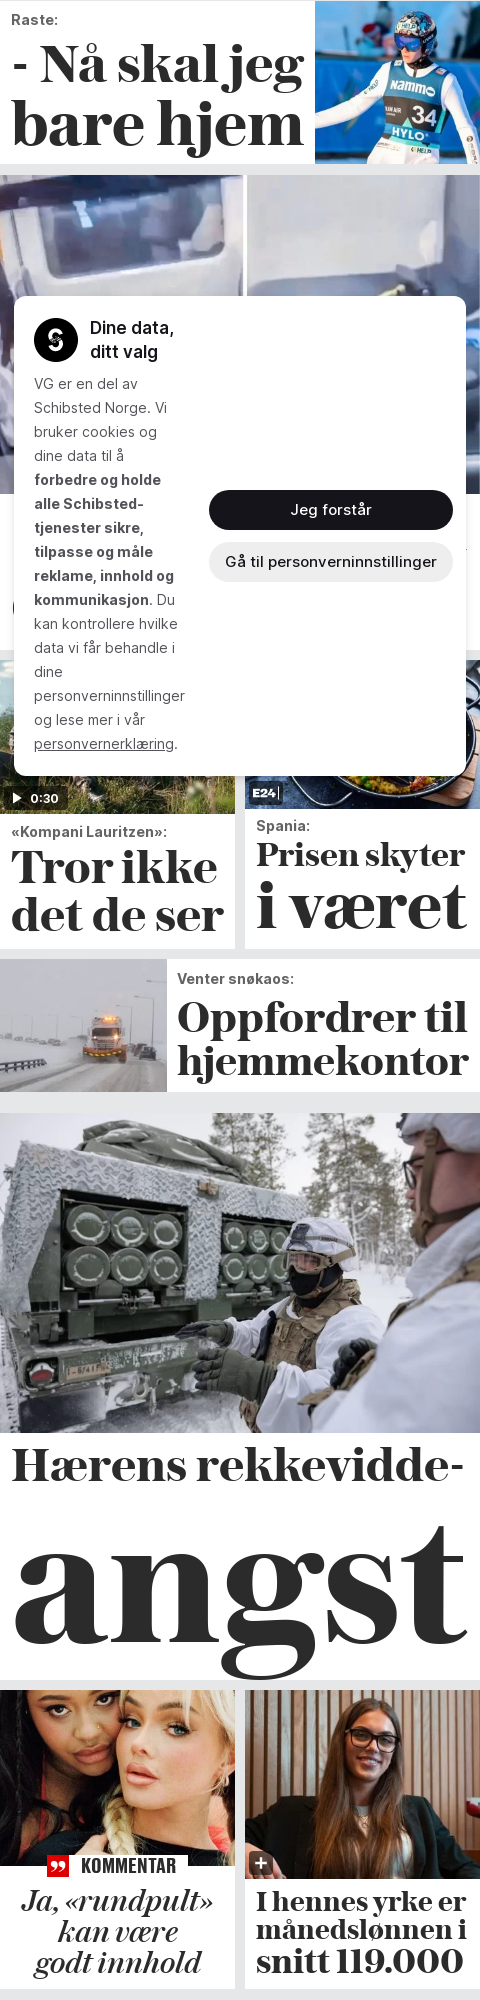 Raste:
- Nå skal jeg
bare hjem
NAMMO
34
HYLO
HELP
Dine data,
ditt valg
VG er en del av
Schibsted Norge. Vi
bruker cookies og
dine data til å
forbedre og holde
alle Schibsted-
tjenester sikre,
tilpasse og måle
reklame, innhold og
kommunikasjon. Du
kan kontrollere hvilke
data vi får behandle i
dine
personverninnstillinger
og lese mer i vår
personvernerklæring.
Jeg forstår
Gå til personverninnstillinger
0:30
E24
«Kompani Lauritzen»:
Tror ikke
det de ser
Spania:
Prisen skyter
i været
Venter snøkaos:
Oppfordrer til
hjemmekontor
Hærens rekkevidde-
angst
KOMMENTAR
Ja, «rundpult»
kan være
godt innhold
I hennes yrke er
månedslønnen i
snitt 119.000